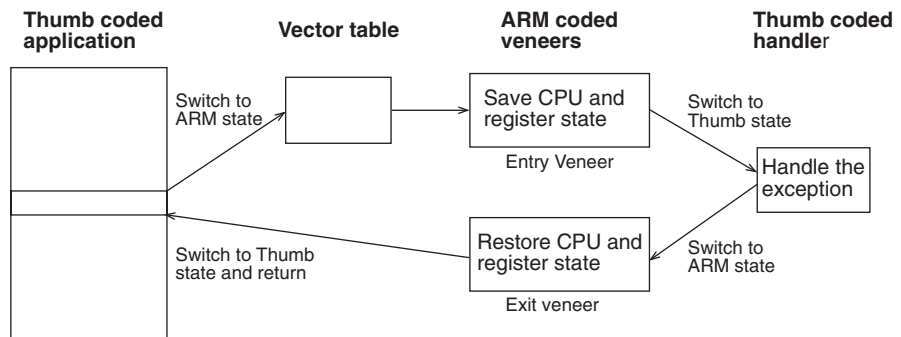 Thumb coded
application
Vector table
ARM coded
veneers
Thumb coded
handler
Switch to
ARM state
Save CPU and
register state
Entry Veneer
Switch to
Thumb state
Handle the
exception
Switch to
ARM state
Restore CPU and
register state
Exit veneer
Switch to Thumb
state and return